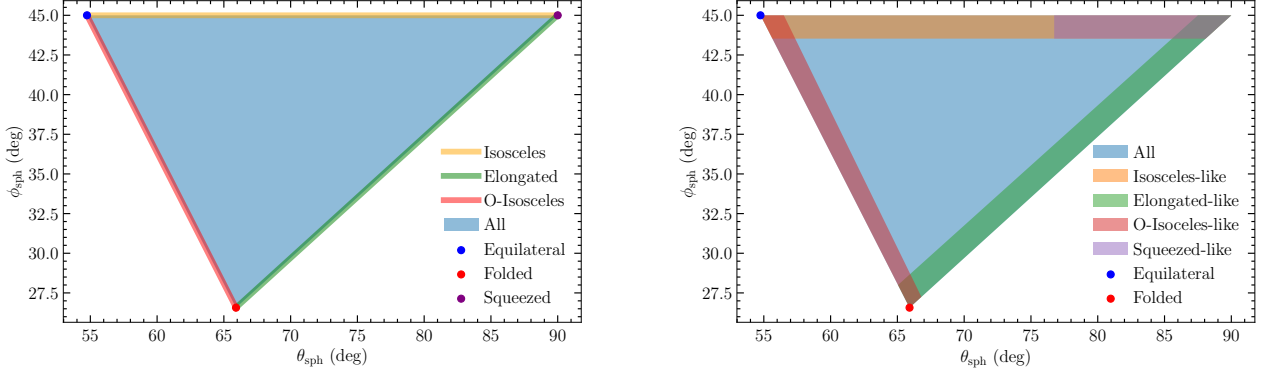 45.0
42.5
40.0
37.5
35.0
32.5
30.0
27.5
ϕsph (deg)
55 60 65 70 75 80 85 90
θsph (deg)
Isosceles
Elongated
O-Isosceles
All
Equilateral
Folded
Squeezed
45.0
42.5
40.0
37.5
35.0
32.5
30.0
27.5
ϕsph (deg)
55 60 65 70 75 80 85 90
θsph (deg)
All
Isosceles-like
Elongated-like
O-Isoceles-like
Squeezed-like
Equilateral
Folded